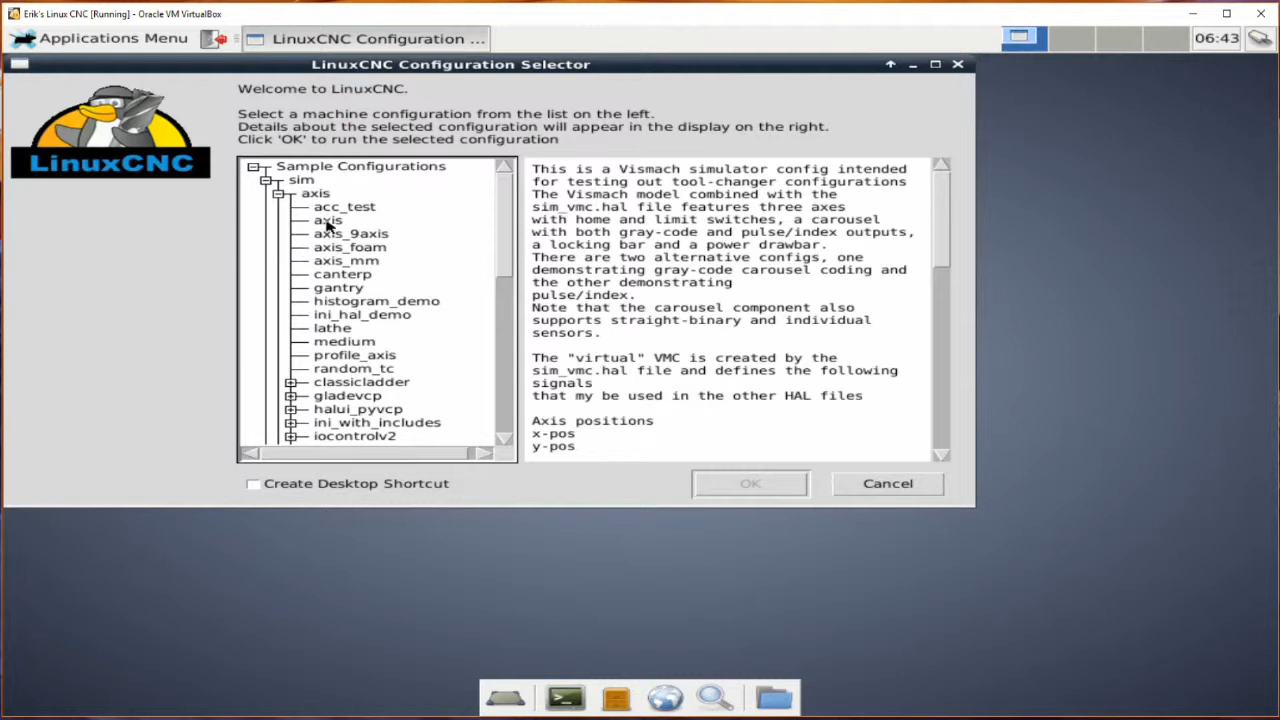 Erik's Linux CNC [Running] - Oracle VM VirtualBox
Applications Menu
LinuxCNC Configuration ...
06:43
LinuxCNC Configuration Selector
LinuxCNC
Welcome to LinuxCNC.
Select a machine configuration from the list on the left.
Details about the selected configuration will appear in the display on the right.
Click 'OK' to run the selected configuration
Sample Configurations
sim
axis
acc_test
axis
axis_9axis
axis_foam
axis_mm
canterp
gantry
histogram_demo
ini_hal_demo
lathe
medium
profile_axis
random_tc
classicladder
gladevcp
halui_pyvcp
ini_with_includes
iocontrolv2
This is a Vismach simulator config intended
for testing out tool-changer configurations
The Vismach model combined with the
sim_vmc.hal file features three axes
with home and limit switches, a carousel
with both gray-code and pulse/index outputs,
a locking bar and a power drawbar.
There are two alternative configs, one
demonstrating gray-code carousel coding and
the other demonstrating
pulse/index.
Note that the carousel component also
supports straight-binary and individual
sensors.
The "virtual" VMC is created by the
sim_vmc.hal file and defines the following
signals
that my be used in the other HAL files
Axis positions
x-pos
y-pos
Create Desktop Shortcut
OK
Cancel